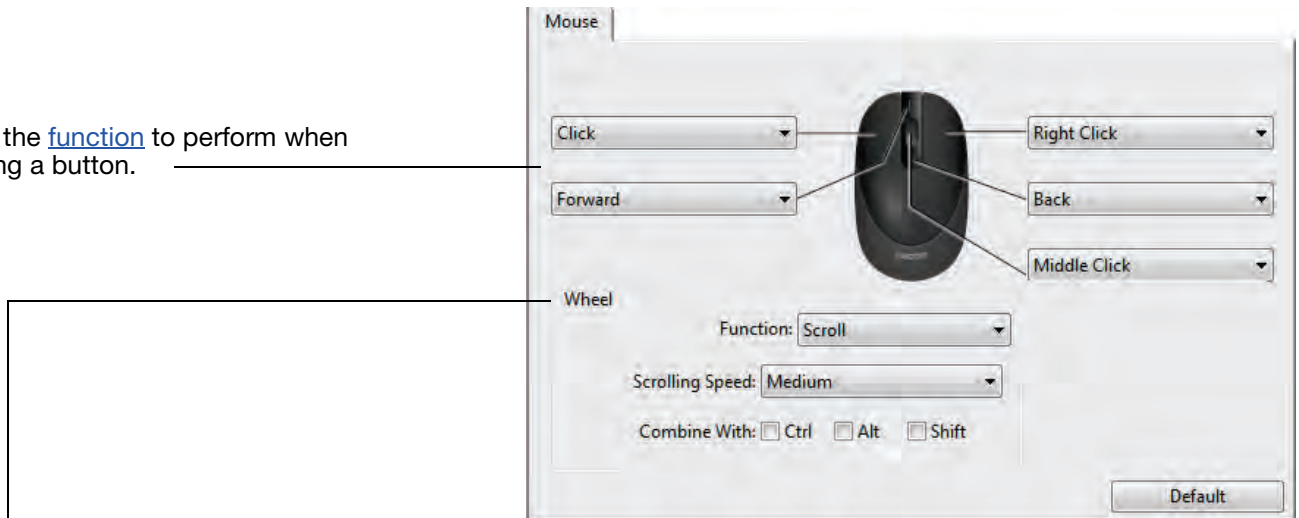 Mouse
the function to perform when
a button.
Click
Right Click
Forward
Back
Middle Click
Wheel
Function: Scroll
Scrolling Speed: Medium
Combine With: Ctrl Alt Shift
Default